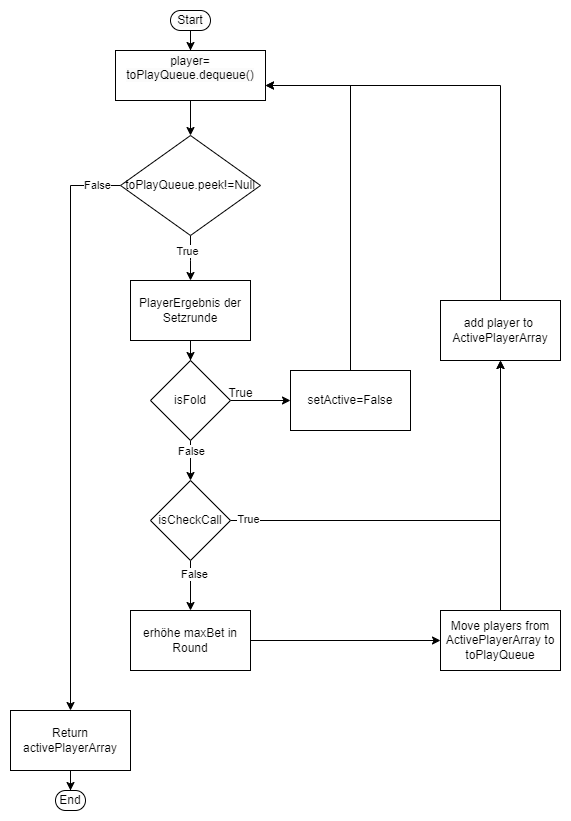 Start
player=
toPlayQueue.dequeue()
False
toPlayQueue.peek!=Null
True
PlayerErgebnis der
Setzrunde
add player to
ActivePlayerArray
isFold
True
setActive=False
False
isCheckCall
True
False
erhöhe maxBet in
Round
Move players from
ActivePlayerArray to
toPlayQueue
Return
activePlayerArray
End